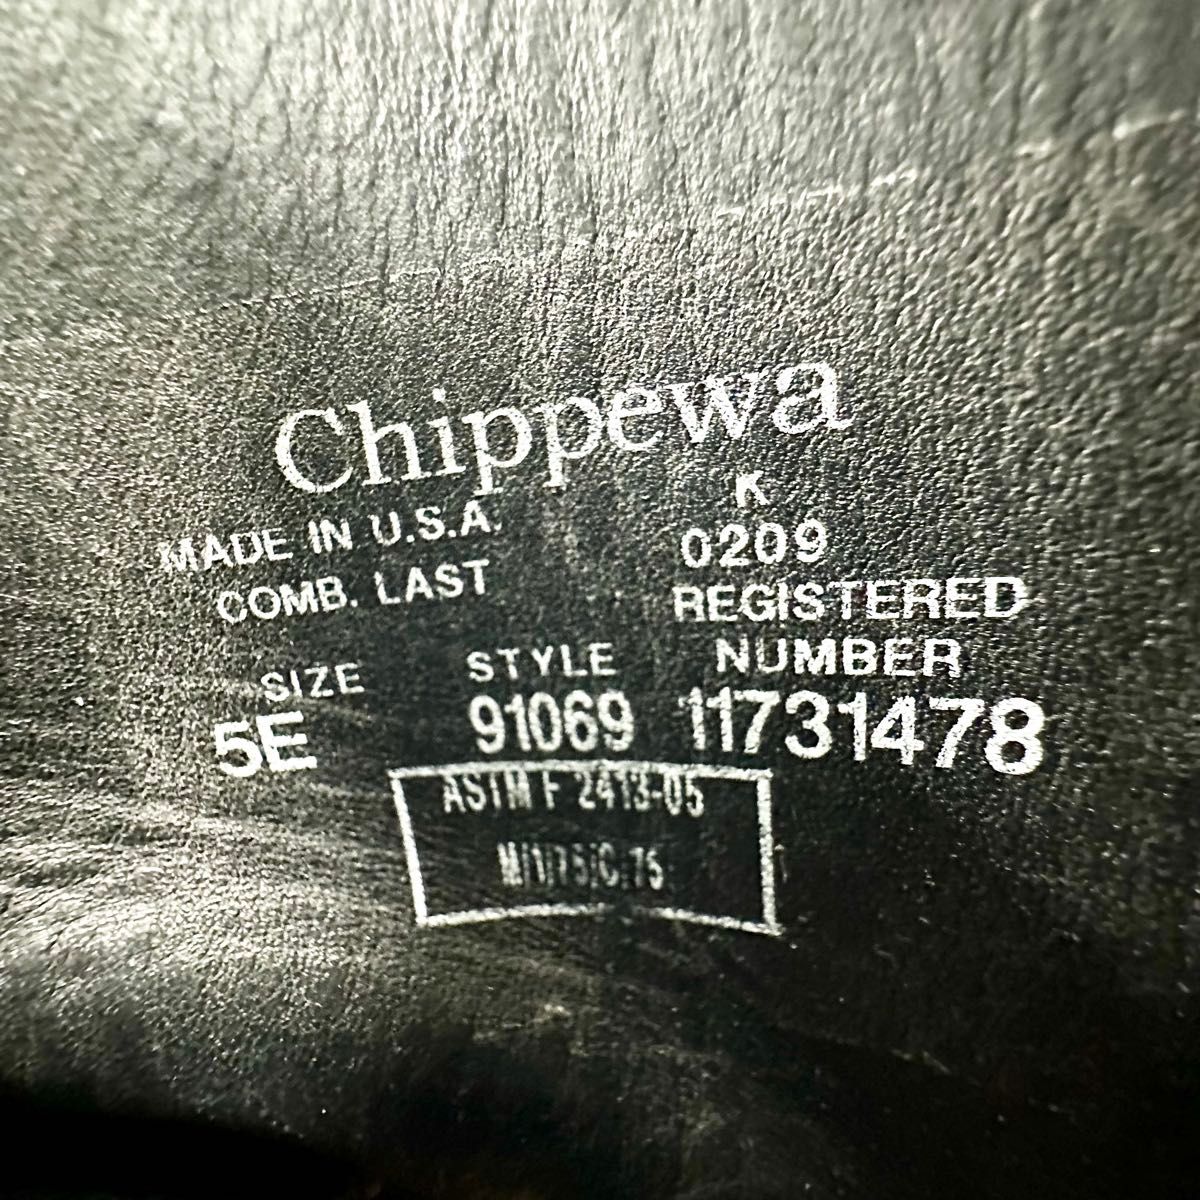 Chippewa
MADE IN U.S.A.
COMB. LAST
K
0209
REGISTERED
NUMBER
11731478
SIZE
5E
STYLE
91069
ASTM F 2413-05
M/I/75/C/75